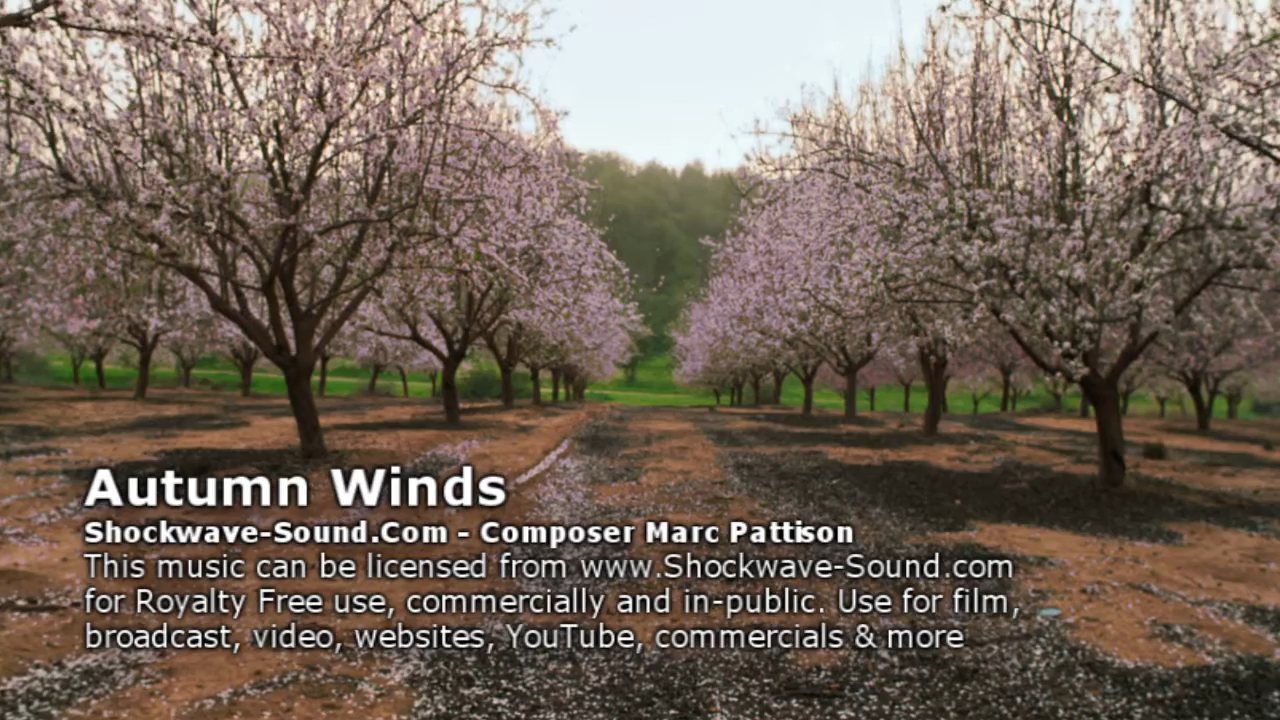 Autumn Winds
Shockwave-Sound.Com - Composer Marc Pattison
This music can be licensed from www.Shockwave-Sound.com
for Royalty Free use, commercially and in-public. Use for film,
broadcast, video, websites, YouTube, commercials & more